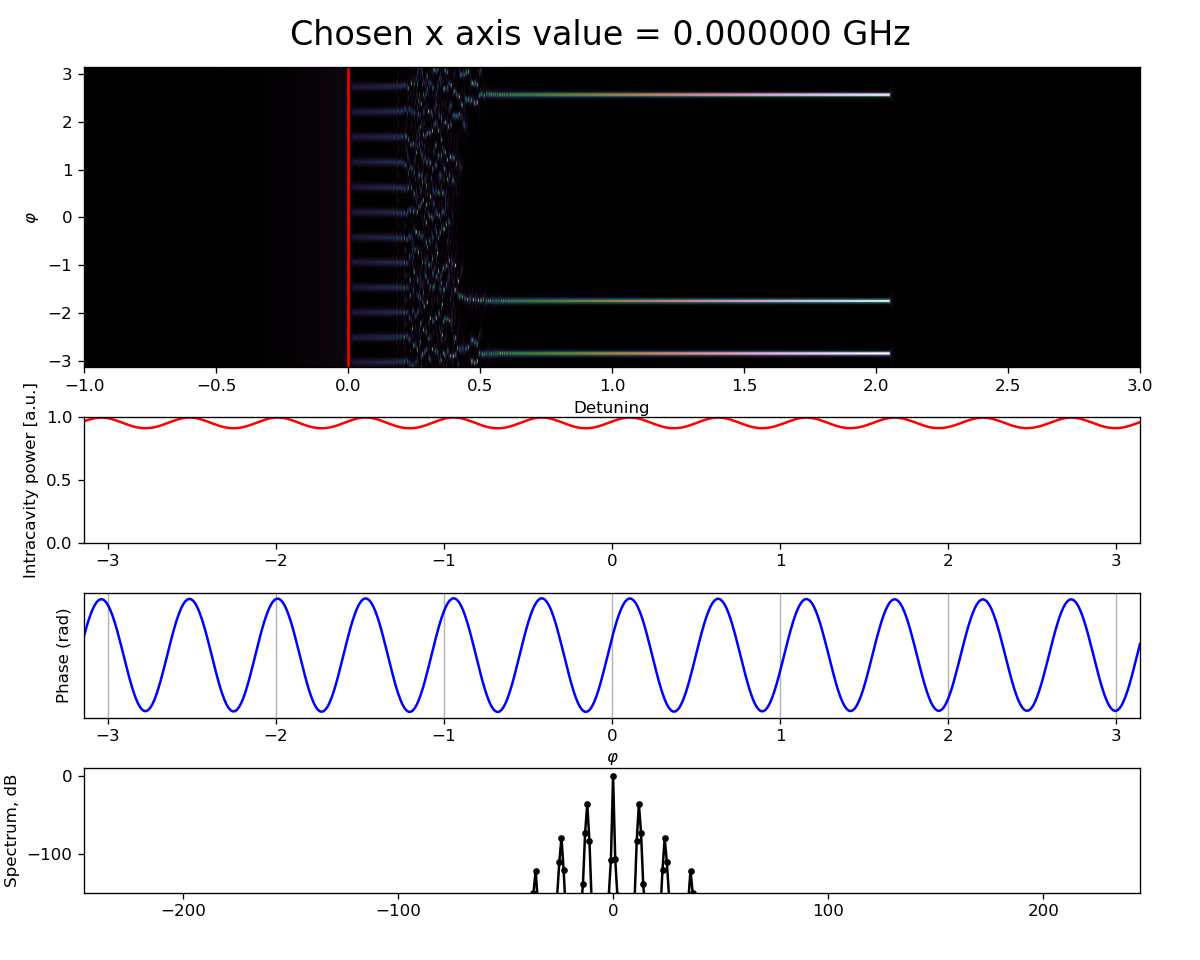 Chosen x axis value = 0.000000 GHz
3
2
1
0
−1
−2
−3
φ
−1.0 −0.5 0.0 0.5 1.0 1.5 2.0 2.5 3.0
Detuning
Intracavity power [a.u.]
1.0
0.5
0.0
−3 −2 −1 0 1 2 3
Phase (rad)
−3 −2 −1 0 1 2 3
φ
Spectrum, dB
0
−100
−200 −100 0 100 200